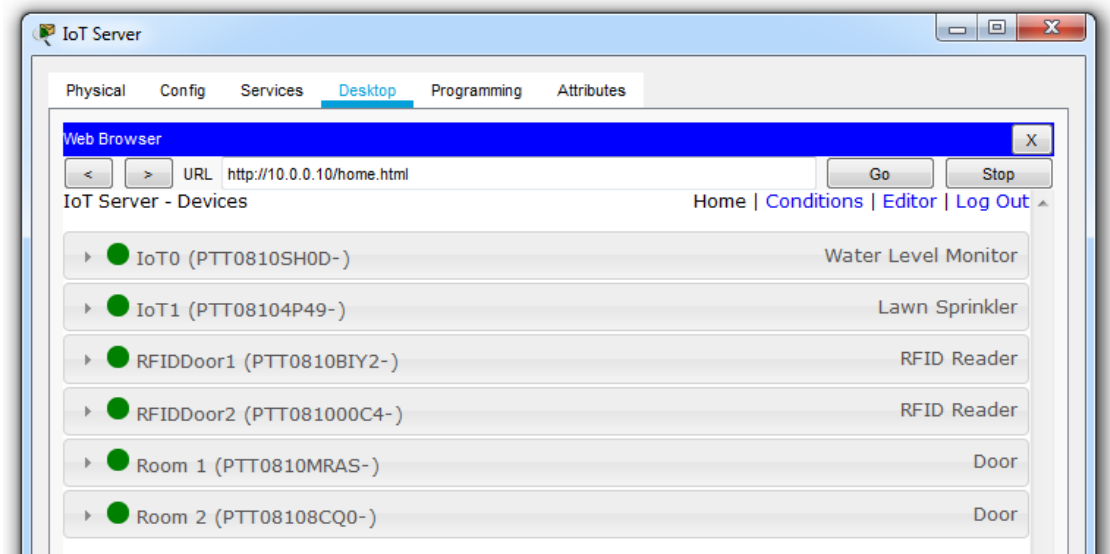 IoT Server
X
Physical Config Services Desktop Programming Attributes
Web Browser X
< > URL http://10.0.0.10/home.html Go Stop
IoT Server - Devices Home | Conditions | Editor | Log Out
IoT0 (PTT0810SH0D-) Water Level Monitor
IoT1 (PTT08104P49-) Lawn Sprinkler
RFIDDoor1 (PTT0810BIY2-) RFID Reader
RFIDDoor2 (PTT081000C4-) RFID Reader
Room 1 (PTT0810MRAS-) Door
Room 2 (PTT08108CQ0-) Door